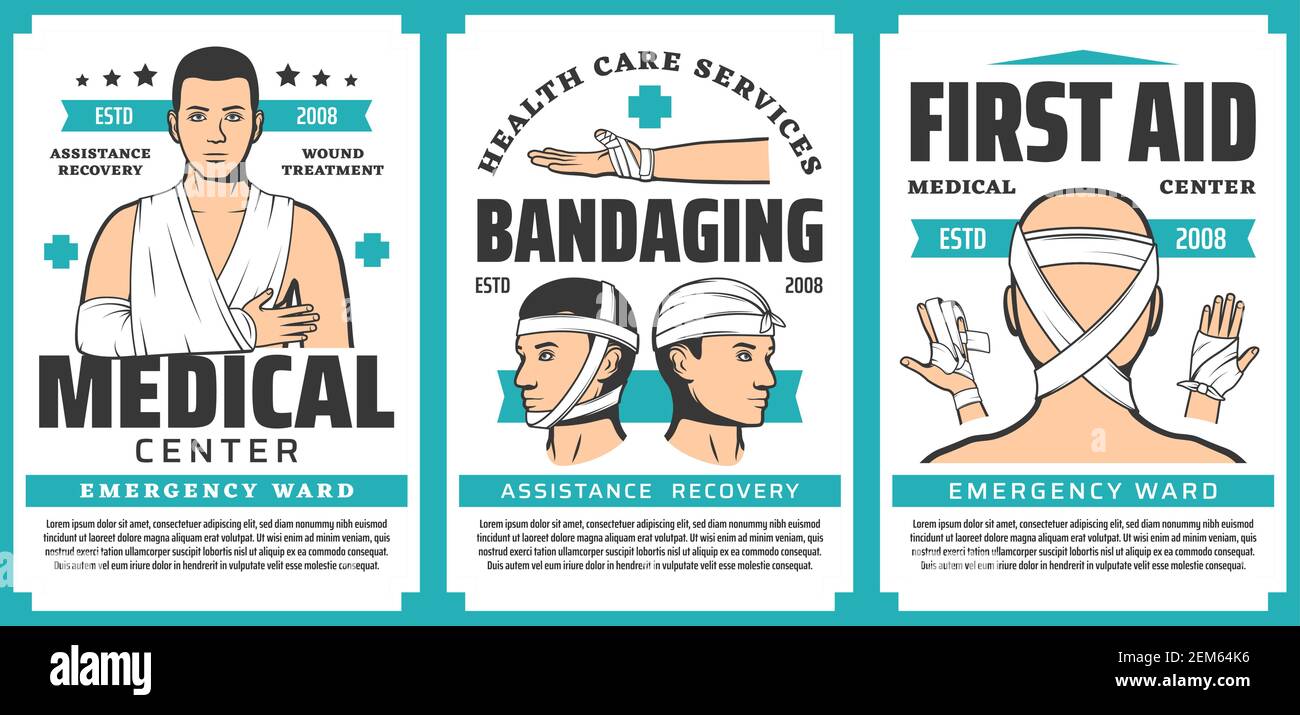 ESTD 2008
ASSISTANCE
RECOVERY
WOUND
TREATMENT
MEDICAL
CENTER
EMERGENCY WARD
Lorem ipsum dolor sit amet, consectetuer adipiscing elit, sed diam nonummy nibh euismod
tincidunt ut laoreet dolore magna aliquam erat volutpat. Ut wisi enim ad minim veniam, quis
nostrud exerci tation ullamcorper suscipit lobortis nisl ut aliquip ex ea commodo consequat.
Duis autem vel eum iriure dolor in hendrerit in vulputate velit esse molestie consequat.
HEALTH CARE SERVICES
BANDAGING
ESTD 2008
ASSISTANCE RECOVERY
Lorem ipsum dolor sit amet, consectetuer adipiscing elit, sed diam nonummy nibh euismod
tincidunt ut laoreet dolore magna aliquam erat volutpat. Ut wisi enim ad minim veniam, quis
nostrud exerci tation ullamcorper suscipit lobortis nisl ut aliquip ex ea commodo consequat.
Duis autem vel eum iriure dolor in hendrerit in vulputate velit esse molestie consequat.
FIRST AID
MEDICAL CENTER
ESTD 2008
EMERGENCY WARD
Lorem ipsum dolor sit amet, consectetuer adipiscing elit, sed diam nonummy nibh euismod
tincidunt ut laoreet dolore magna aliquam erat volutpat. Ut wisi enim ad minim veniam, quis
nostrud exerci tation ullamcorper suscipit lobortis nisl ut aliquip ex ea commodo consequat.
Duis autem vel eum iriure dolor in hendrerit in vulputate velit esse molestie consequat.
alamy
Image ID: 2EM64K6
www.alamy.com